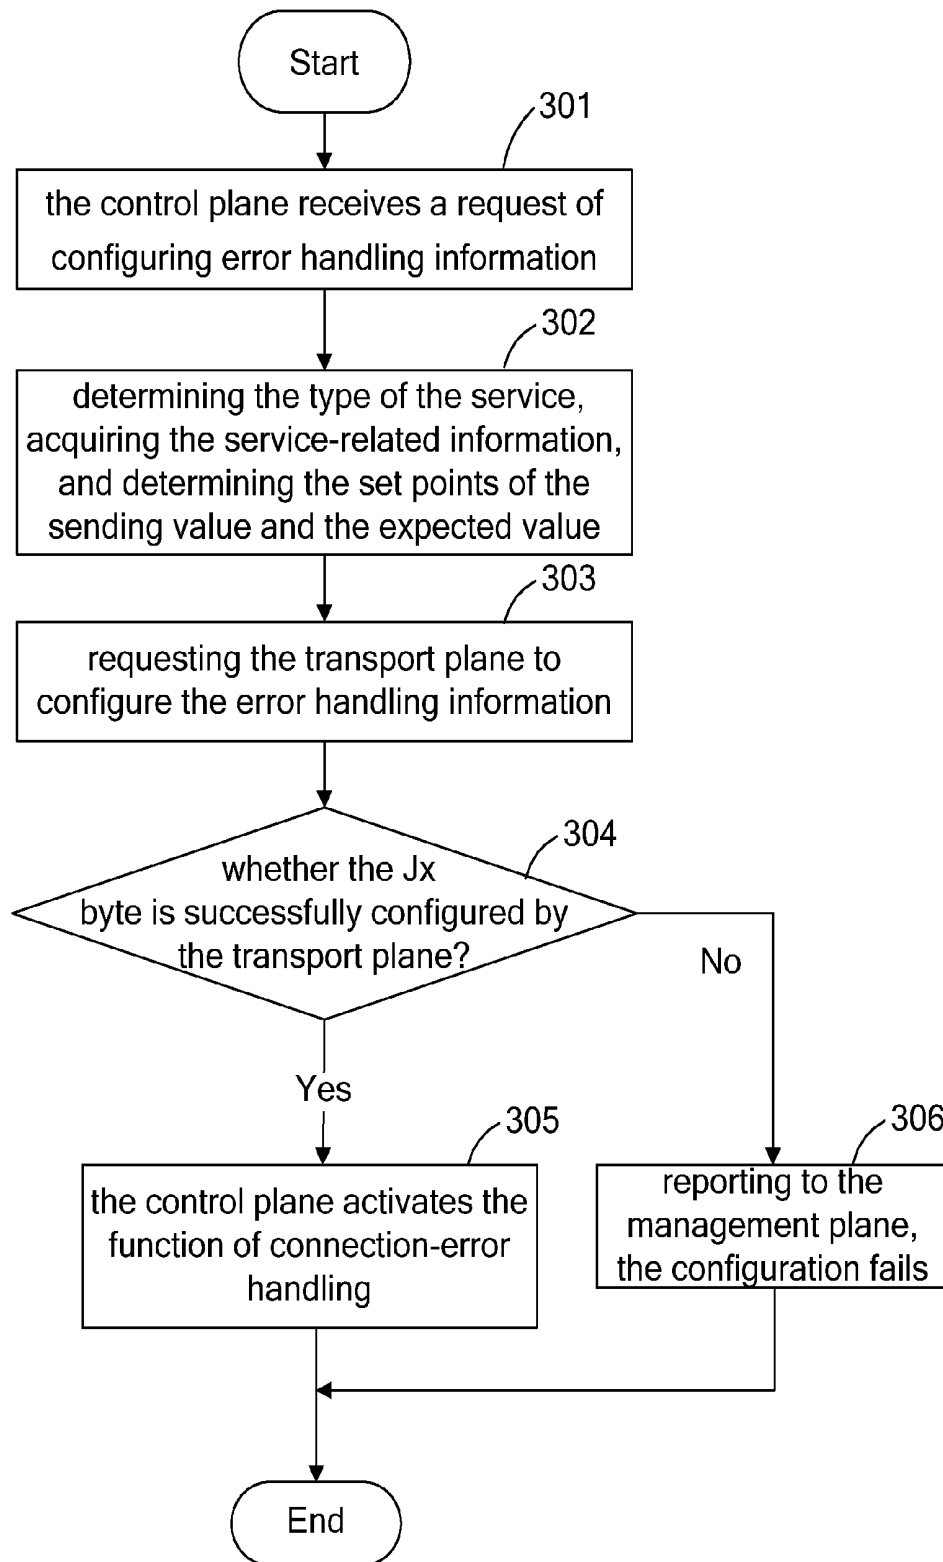 Start
301
the control plane receives a request of
configuring error handling information
302
determining the type of the service,
acquiring the service-related information,
and determining the set points of the
sending value and the expected value
303
requesting the transport plane to
configure the error handling information
304
whether the Jx
byte is successfully configured by
the transport plane?
No
Yes
305
the control plane activates the
function of connection-error
handling
306
reporting to the
management plane,
the configuration fails
End